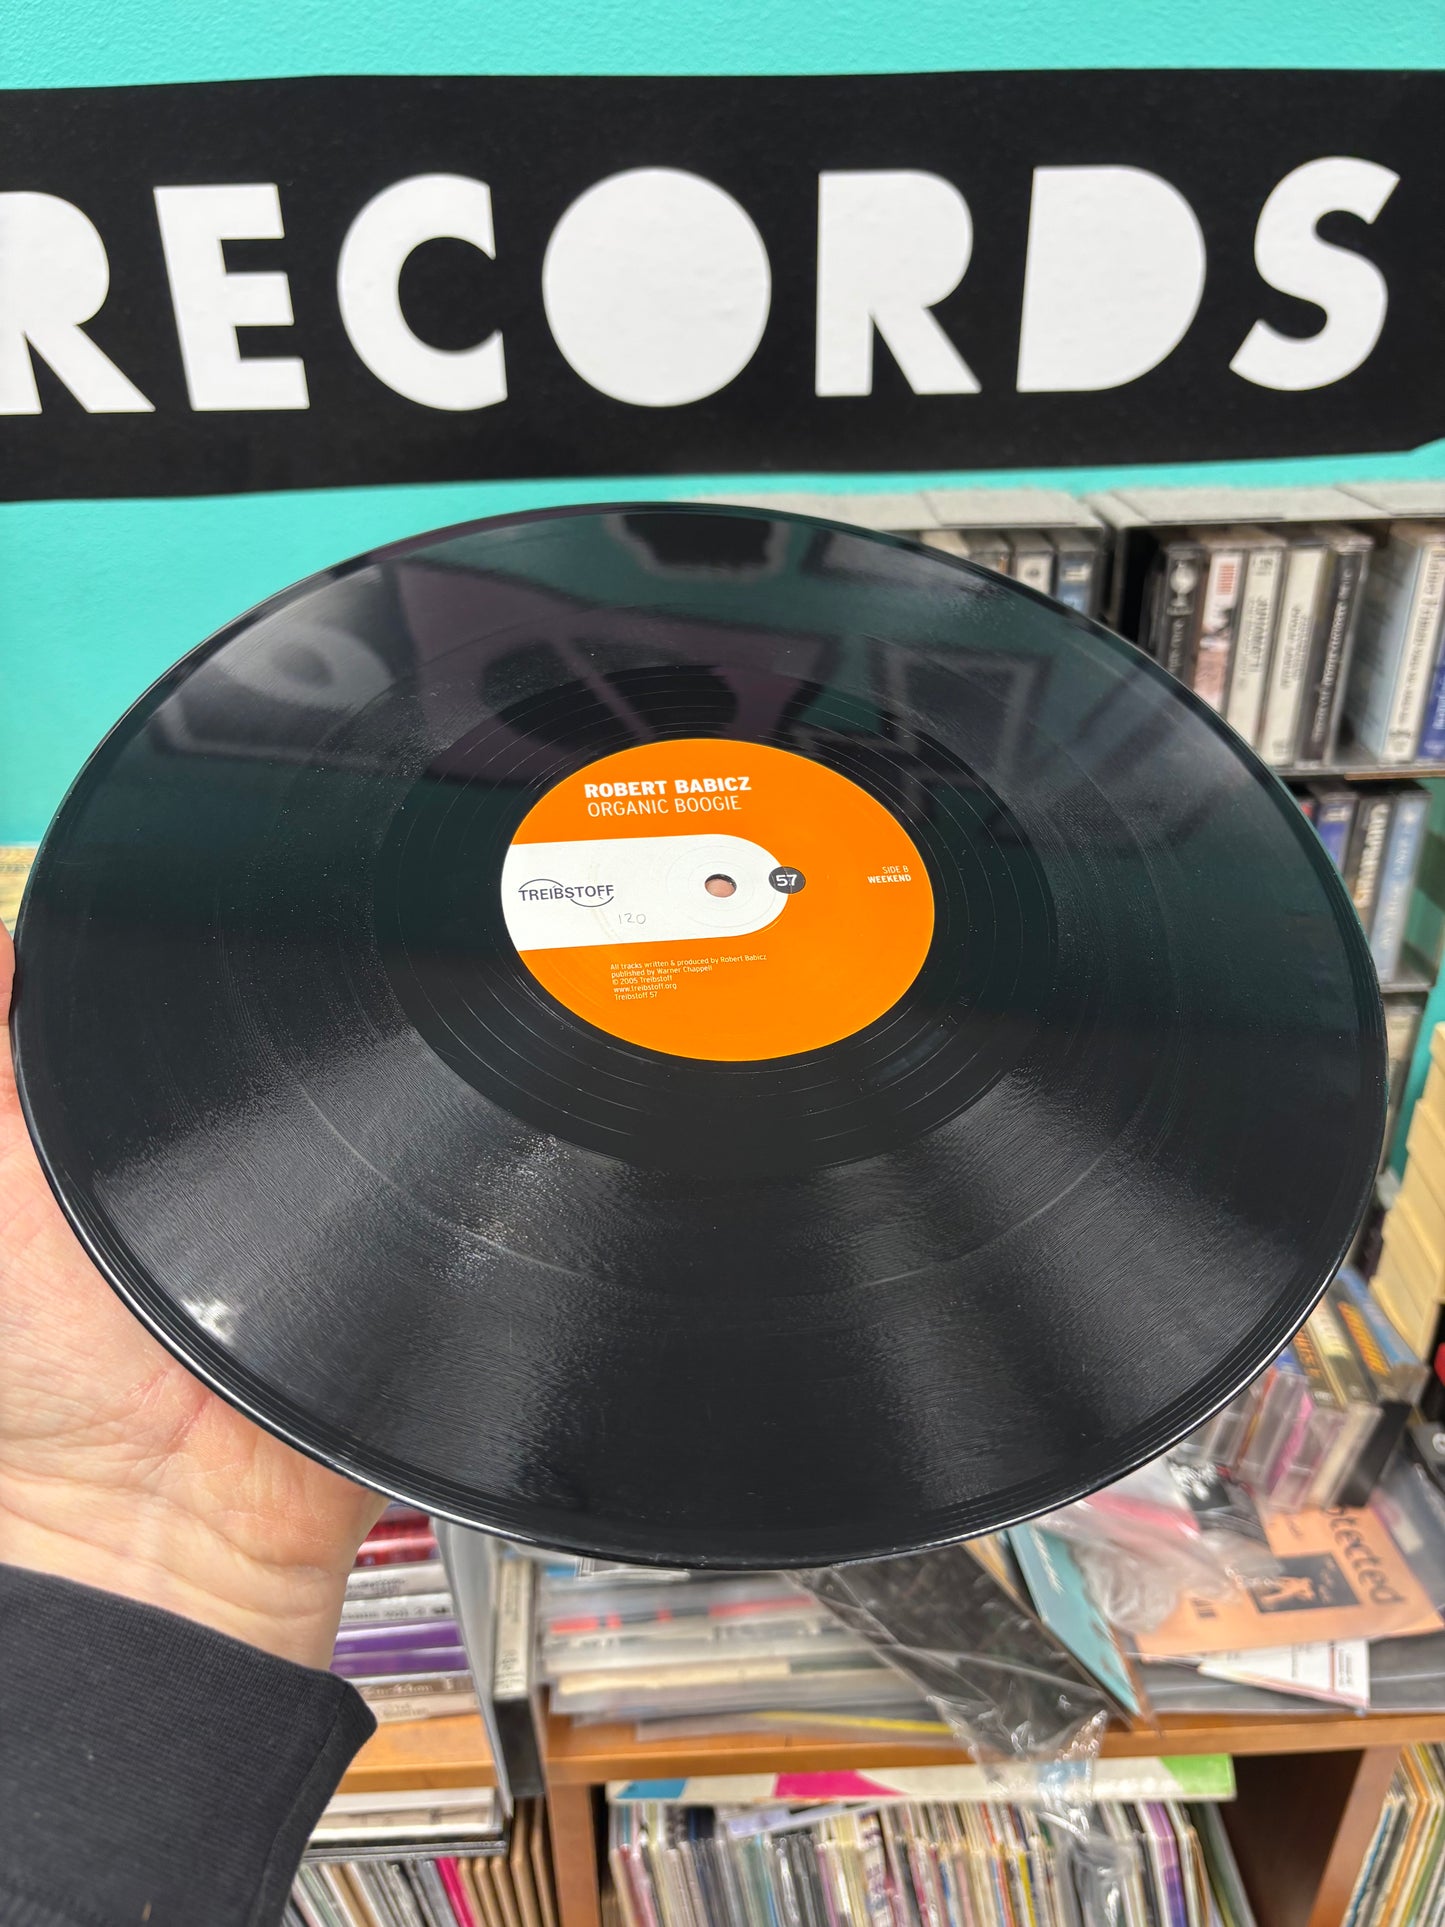 RECORDS
ROBERT BABICZ
ORGANIC BOOGIE
TREIBSTOFF
57
SIDE B
WEEKEND
120
All tracks written & produced by Robert Babicz
published by Warner Chappell
© 2005 Treibstoff
www.treibstoff.org
Treibstoff 57